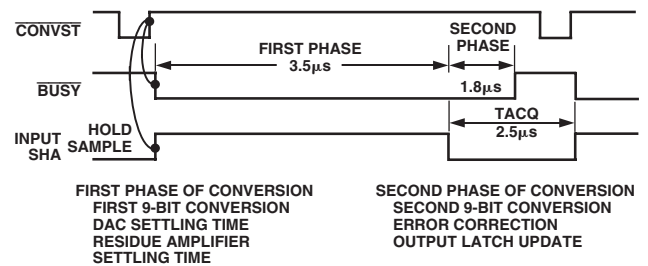 CONVST
SECOND
PHASE
FIRST PHASE
3.5µs
BUSY
1.8µs
TACQ
2.5µs
HOLD
INPUT SAMPLE
SHA
FIRST PHASE OF CONVERSION
FIRST 9-BIT CONVERSION
DAC SETTLING TIME
RESIDUE AMPLIFIER
SETTLING TIME
SECOND PHASE OF CONVERSION
SECOND 9-BIT CONVERSION
ERROR CORRECTION
OUTPUT LATCH UPDATE